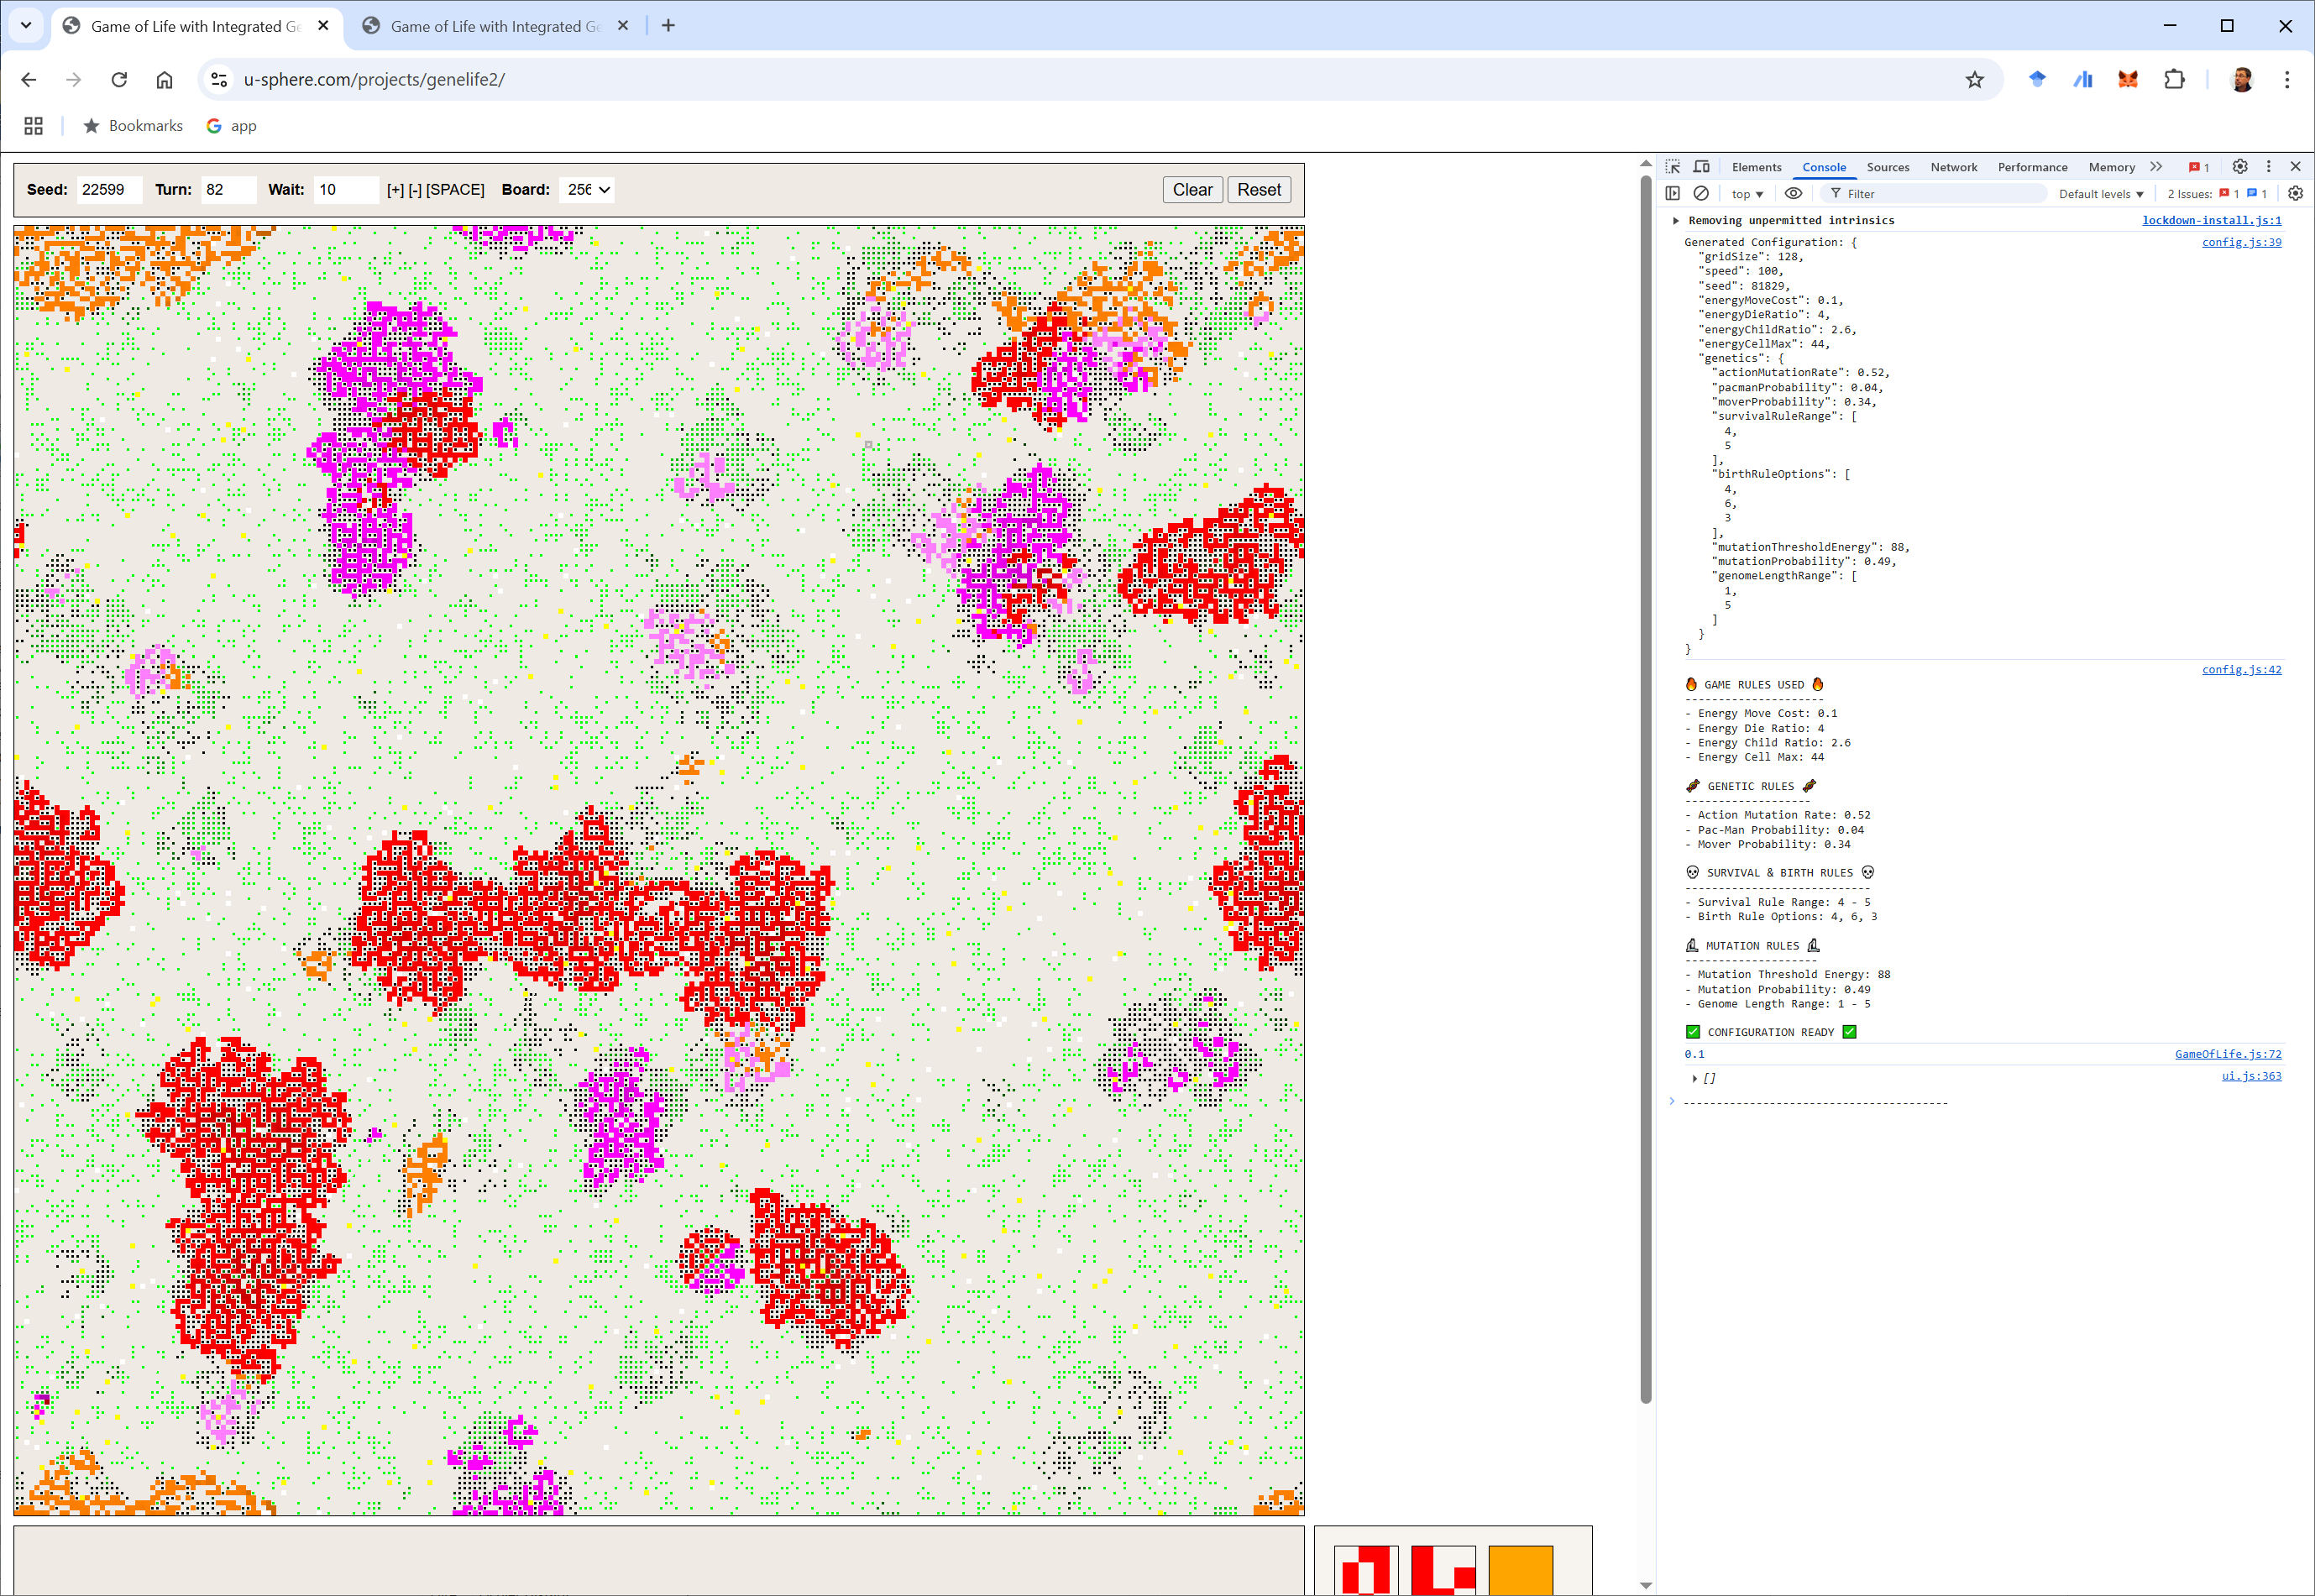 Game of Life with Integrated Ge
Game of Life with Integrated Ge
u-sphere.com/projects/genelife2/
Bookmarks
app
Seed: 22599 Turn: 82 Wait: 10 [+] [-] [SPACE] Board: 256 Clear Reset
Elements Console Sources Network Performance Memory 1
top Filter Default levels 2 Issues: 1 1
Removing unpermitted intrinsics lockdown-install.js:1
Generated Configuration: { config.js:39
"gridSize": 128,
"speed": 100,
"seed": 81829,
"energyMoveCost": 0.1,
"energyDieRatio": 4,
"energyChildRatio": 2.6,
"energyCellMax": 44,
"genetics": {
"actionMutationRate": 0.52,
"pacmanProbability": 0.04,
"moverProbability": 0.34,
"survivalRuleRange": [
4,
5
],
"birthRuleOptions": [
4,
6,
3
],
"mutationThresholdEnergy": 88,
"mutationProbability": 0.49,
"genomeLengthRange": [
1,
5
]
}
}
config.js:42
🔥 GAME RULES USED 🔥
---------------------
- Energy Move Cost: 0.1
- Energy Die Ratio: 4
- Energy Child Ratio: 2.6
- Energy Cell Max: 44
GENETIC RULES
-------------------
- Action Mutation Rate: 0.52
- Pac-Man Probability: 0.04
- Mover Probability: 0.34
💀 SURVIVAL & BIRTH RULES 💀
----------------------------
- Survival Rule Range: 4 - 5
- Birth Rule Options: 4, 6, 3
MUTATION RULES
--------------------
- Mutation Threshold Energy: 88
- Mutation Probability: 0.49
- Genome Length Range: 1 - 5
✅ CONFIGURATION READY ✅
0.1 GameOfLife.js:72
[] ui.js:363
----------------------------------------